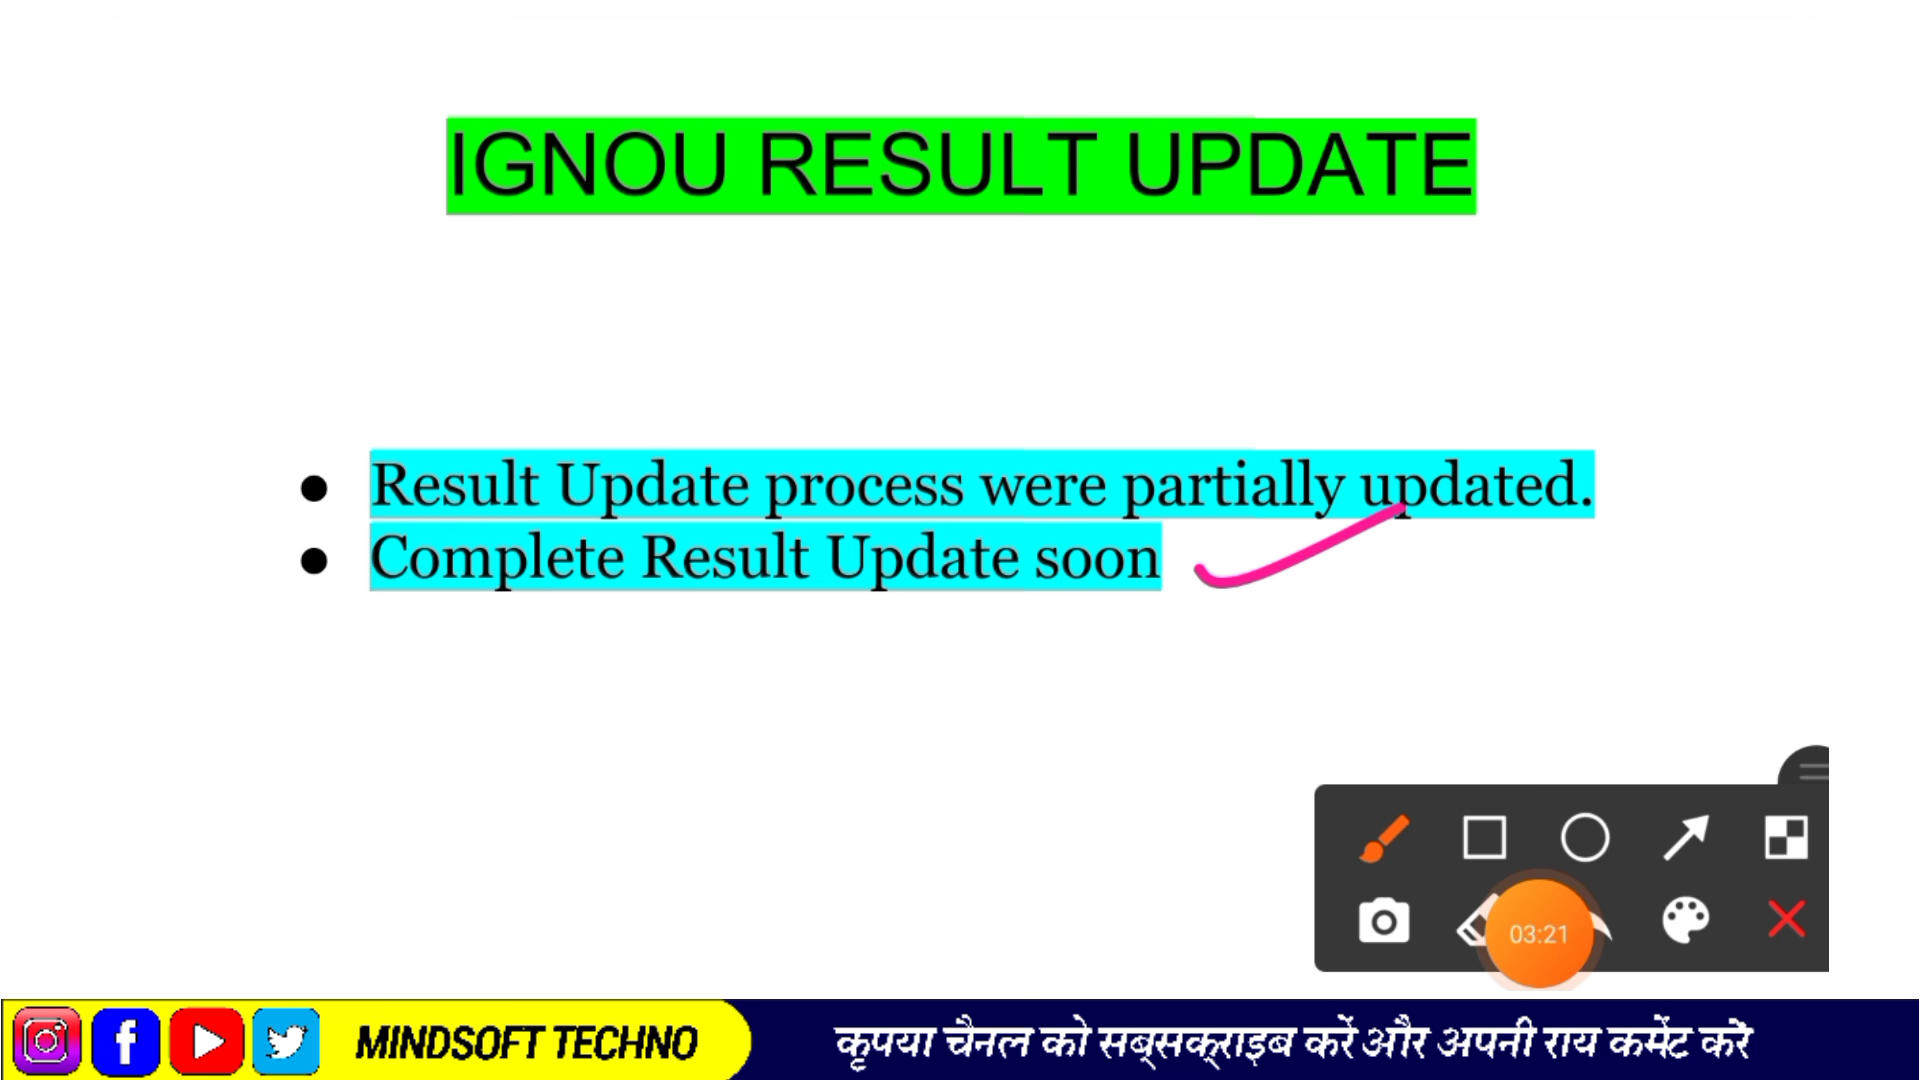 IGNOU RESULT UPDATE
● Result Update process were partially updated.
● Complete Result Update soon
03:21
MINDSOFT TECHNO
कृपया चैनल को सब्सक्राइब करें और अपनी राय कमेंट करें